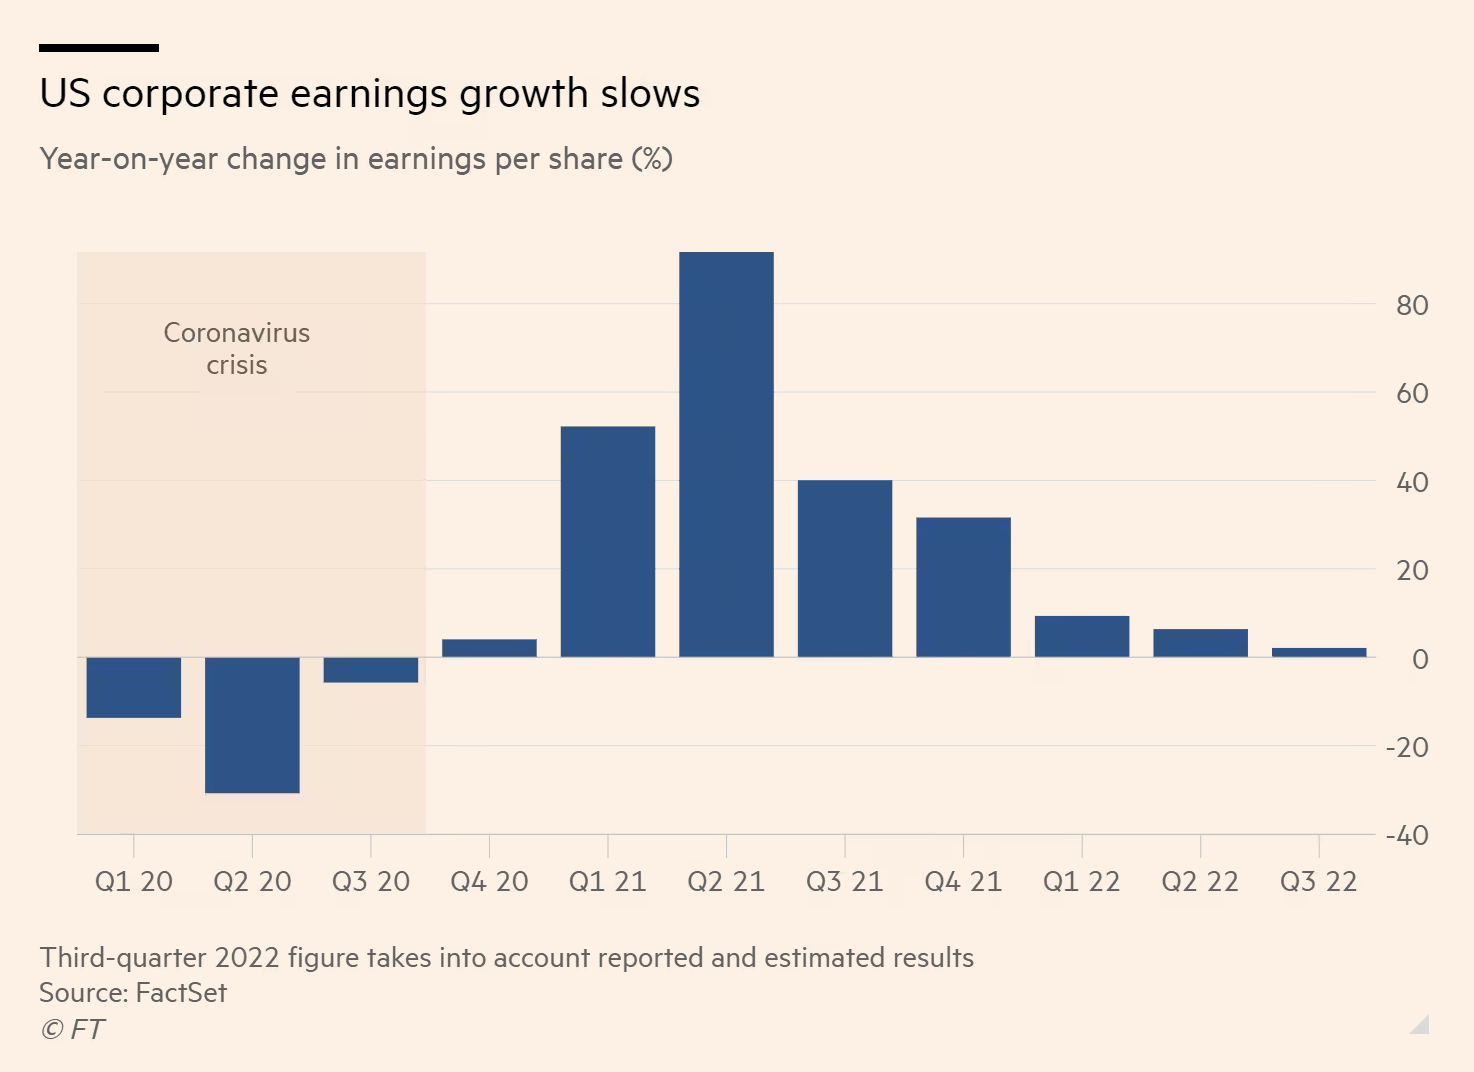 US corporate earnings growth slows
Year-on-year change in earnings per share (%)
Coronavirus
crisis
80
60
40
20
0
-20
-40
Q1 20 Q2 20 Q3 20 Q4 20 Q1 21 Q2 21 Q3 21 Q4 21 Q1 22 Q2 22 Q3 22
Third-quarter 2022 figure takes into account reported and estimated results
Source: FactSet
© FT